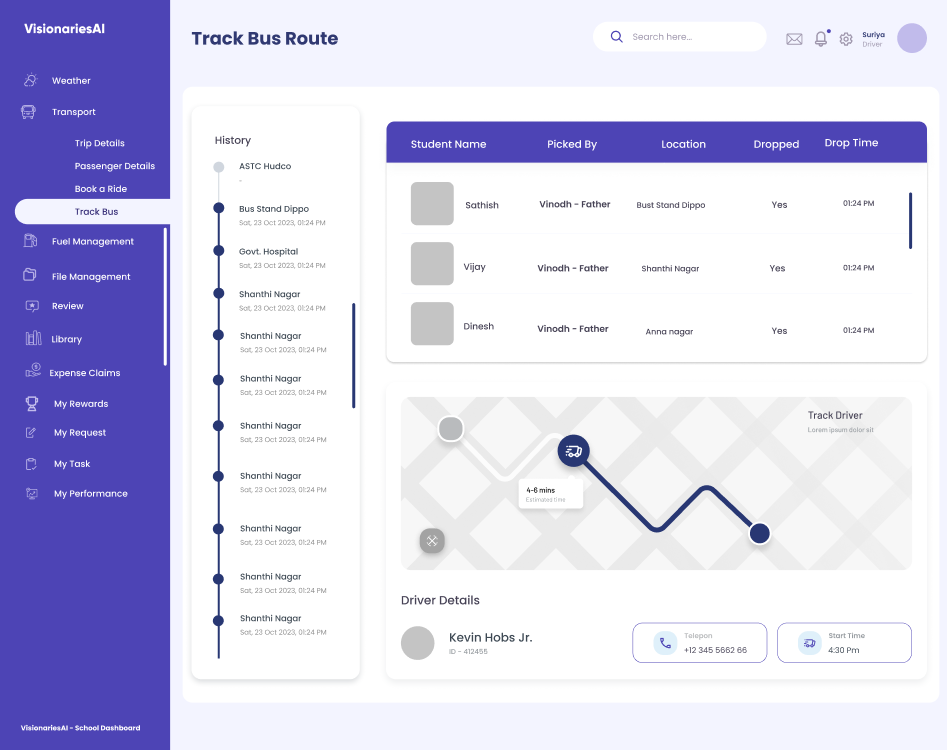 VisionariesAI
Weather
Transport
Trip Details
Passenger Details
Book a Ride
Track Bus
Fuel Management
File Management
Review
Library
Expense Claims
My Rewards
My Request
My Task
My Performance
VisionariesAI - School Dashboard
Track Bus Route
Search here...
Suriya
Driver
History
ASTC Hudco
-
Bus Stand Dippo
Sat, 23 Oct 2023, 01:24 PM
Govt. Hospital
Sat, 23 Oct 2023, 01:24 PM
Shanthi Nagar
Sat, 23 Oct 2023, 01:24 PM
Shanthi Nagar
Sat, 23 Oct 2023, 01:24 PM
Shanthi Nagar
Sat, 23 Oct 2023, 01:24 PM
Shanthi Nagar
Sat, 23 Oct 2023, 01:24 PM
Shanthi Nagar
Sat, 23 Oct 2023, 01:24 PM
Shanthi Nagar
Sat, 23 Oct 2023, 01:24 PM
Shanthi Nagar
Sat, 23 Oct 2023, 01:24 PM
Shanthi Nagar
Sat, 23 Oct 2023, 01:24 PM
Student Name Picked By Location Dropped Drop Time
Sathish Vinodh - Father Bust Stand Dippo Yes 01:24 PM
Vijay Vinodh - Father Shanthi Nagar Yes 01:24 PM
Dinesh Vinodh - Father Anna nagar Yes 01:24 PM
Track Driver
Lorem ipsum dolor sit
4-6 mins
Estimated time
Driver Details
Kevin Hobs Jr.
ID - 412455
Telepon
+12 345 5662 66
Start Time
4:30 Pm